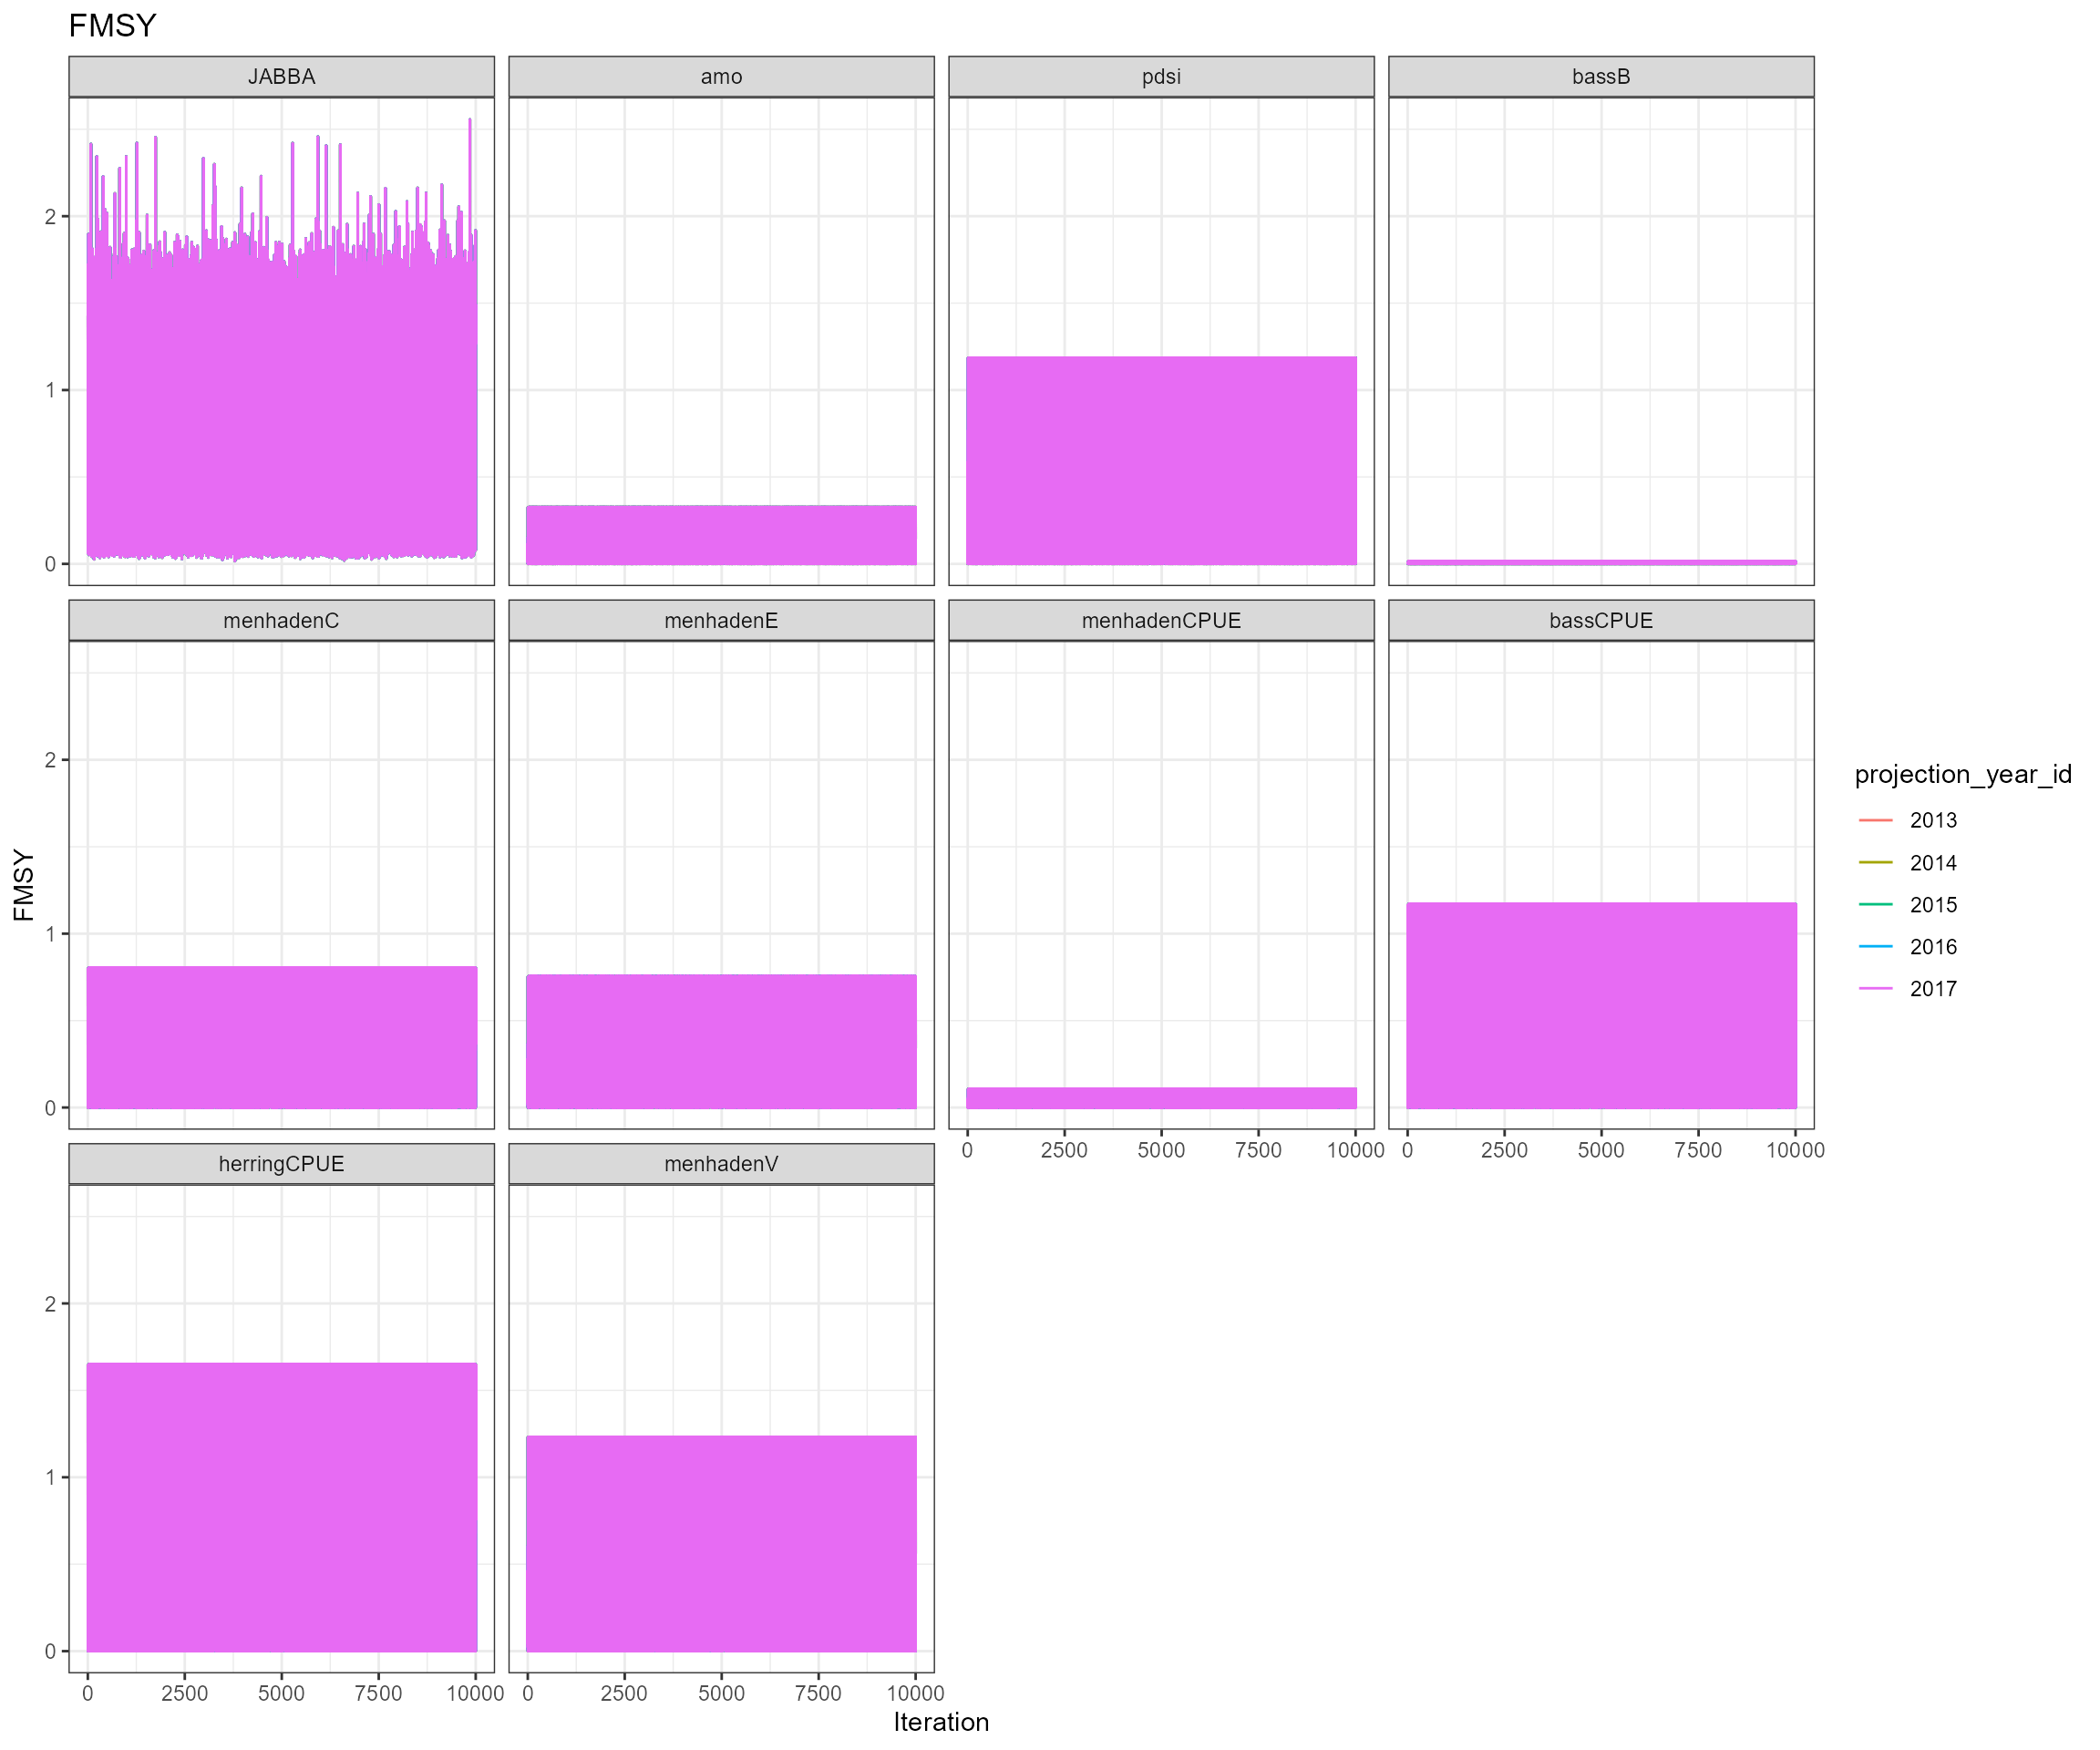 FMSY
JABBA
amo
pdsi
bassB
2
1
0
menhadenC
menhadenE
menhadenCPUE
bassCPUE
2
1
0
0 2500 5000 7500 10000
0 2500 5000 7500 10000
herringCPUE
menhadenV
2
1
0
0 2500 5000 7500 10000
0 2500 5000 7500 10000
FMSY
Iteration
projection_year_id
2013
2014
2015
2016
2017